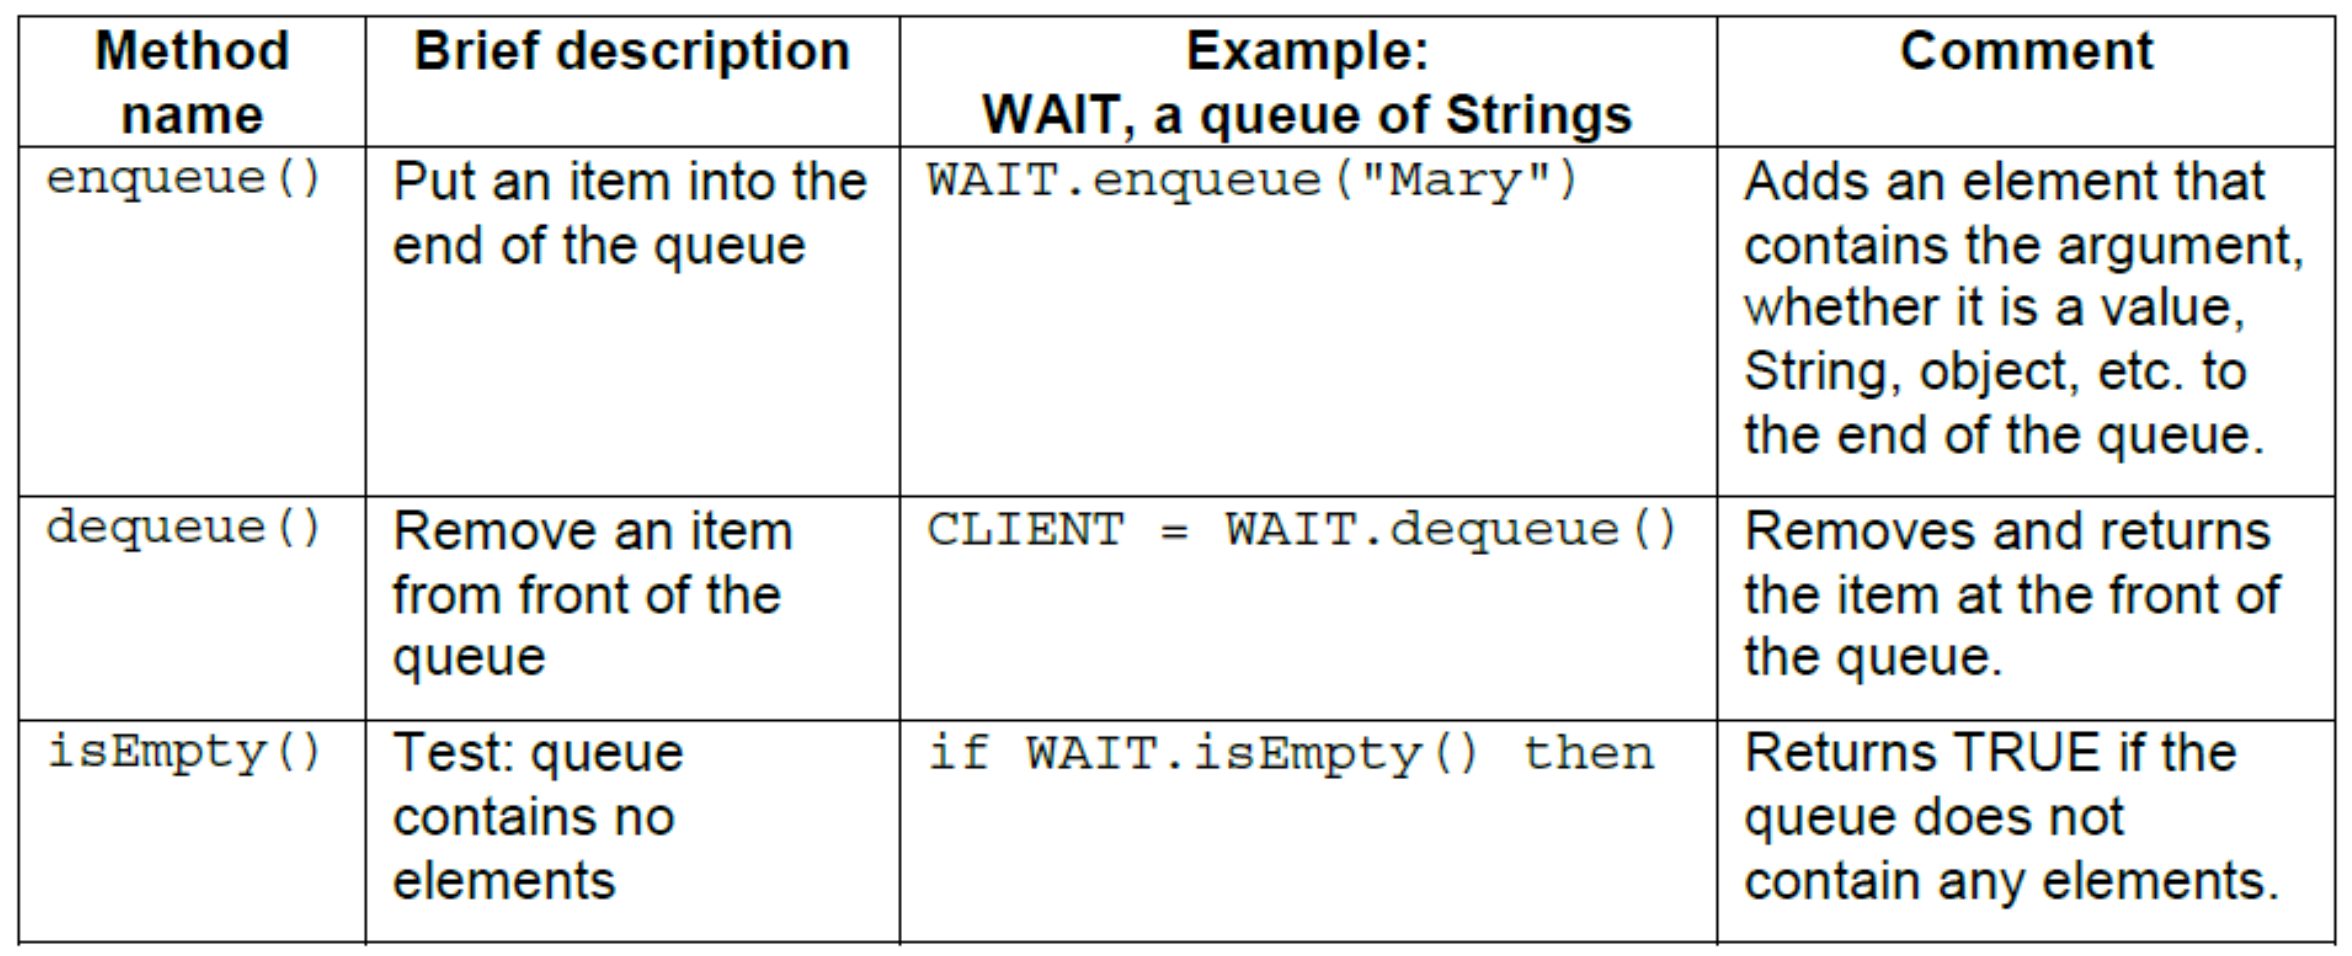 Method
name
Brief description
Example:
WAIT, a queue of Strings
Comment
enqueue()
Put an item into the
end of the queue
WAIT.enqueue("Mary")
Adds an element that
contains the argument,
whether it is a value,
String, object, etc. to
the end of the queue.
dequeue()
Remove an item
from front of the
queue
CLIENT = WAIT.dequeue()
Removes and returns
the item at the front of
the queue.
isEmpty()
Test: queue
contains no
elements
if WAIT.isEmpty() then
Returns TRUE if the
queue does not
contain any elements.